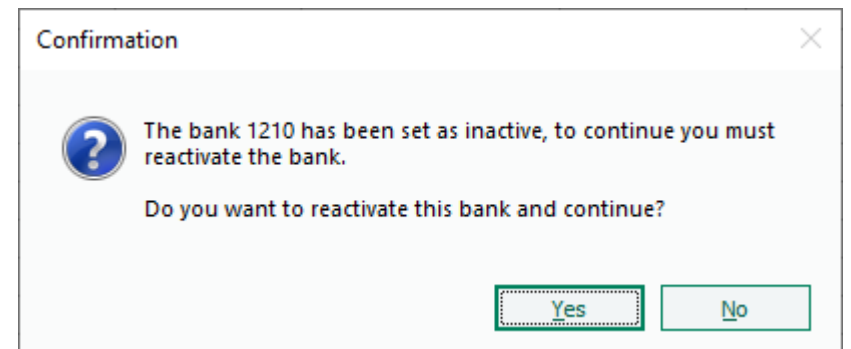 Confirmation
The bank 1210 has been set as inactive, to continue you must
reactivate the bank.
Do you want to reactivate this bank and continue?
Yes
No